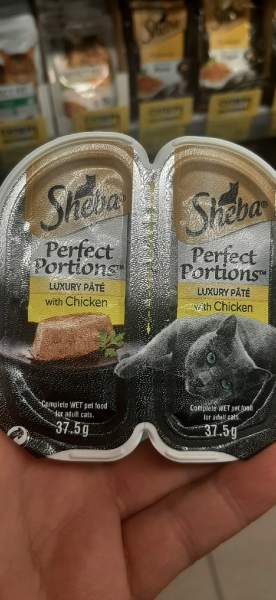 Sheba
Perfect
Portions™
LUXURY PÂTÉ
with Chicken
Complete WET pet food
for adult cats.
37.5g
Sheba
Perfect
Portions™
LUXURY PÂTÉ
with Chicken
Complete WET pet food
for adult cats.
37.5g
Sheba